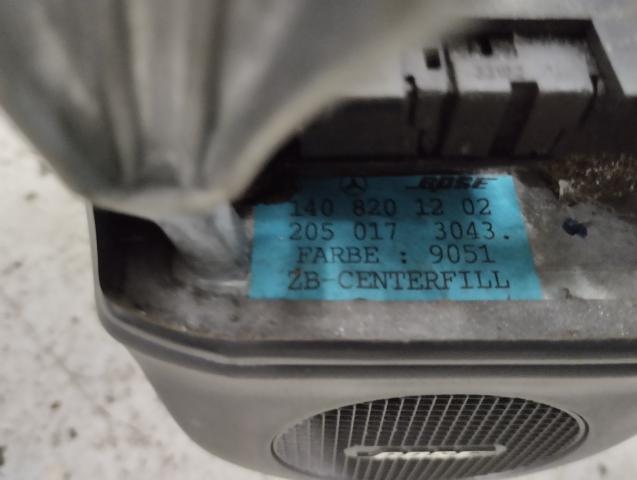 BOSE
140 820 12 02
205 017 3043.
FARBE : 9051
ZB-CENTERFILL
BOSE